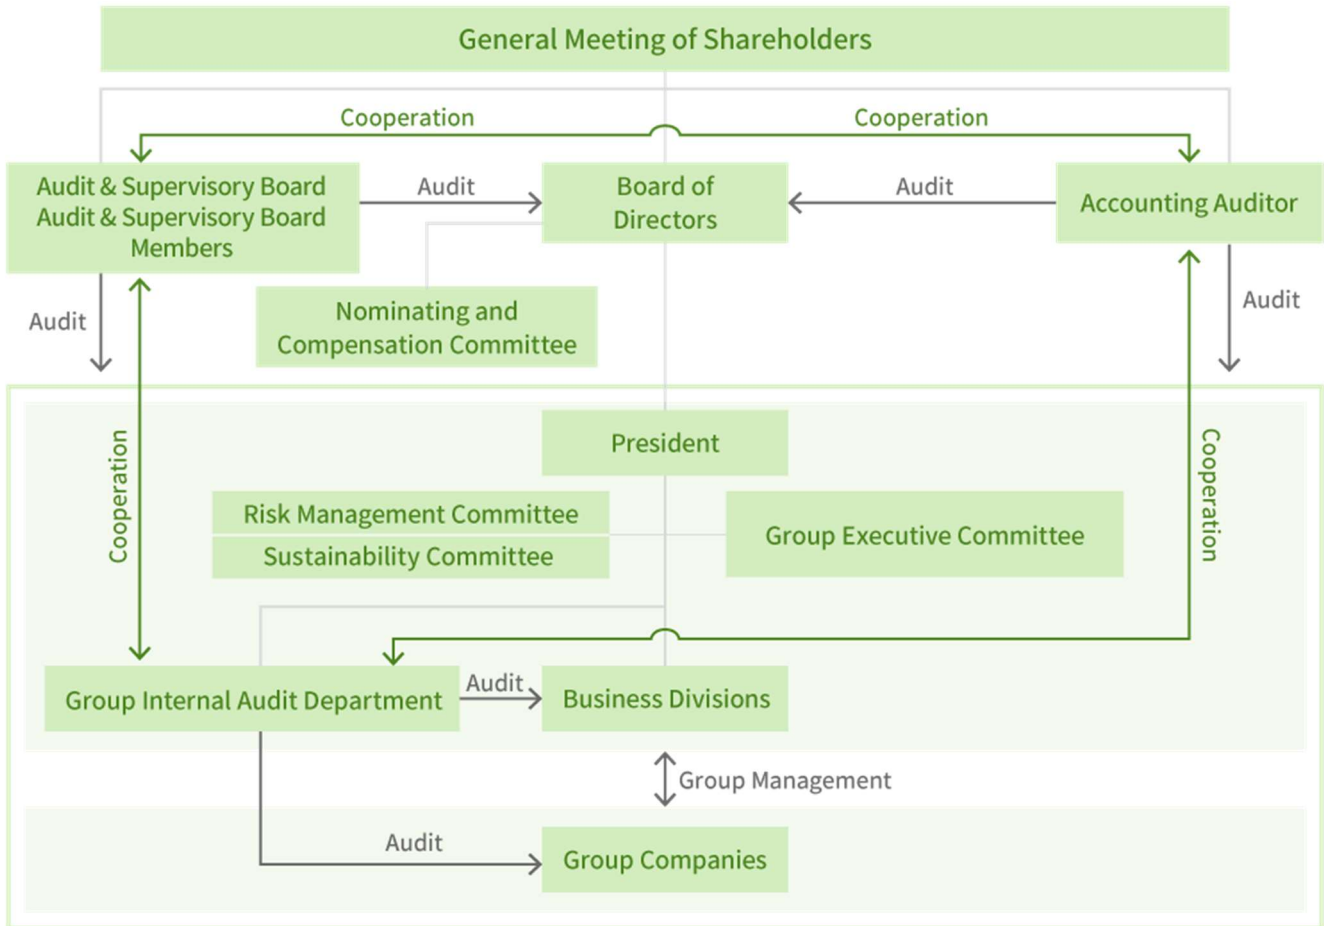 General Meeting of Shareholders
Cooperation
Cooperation
Audit & Supervisory Board
Audit & Supervisory Board
Members
Audit
Board of
Directors
Audit
Accounting Auditor
Audit
Nominating and
Compensation Committee
Audit
President
Cooperation
Risk Management Committee
Sustainability Committee
Group Executive Committee
Cooperation
Group Internal Audit Department
Audit
Business Divisions
Group Management
Audit
Group Companies